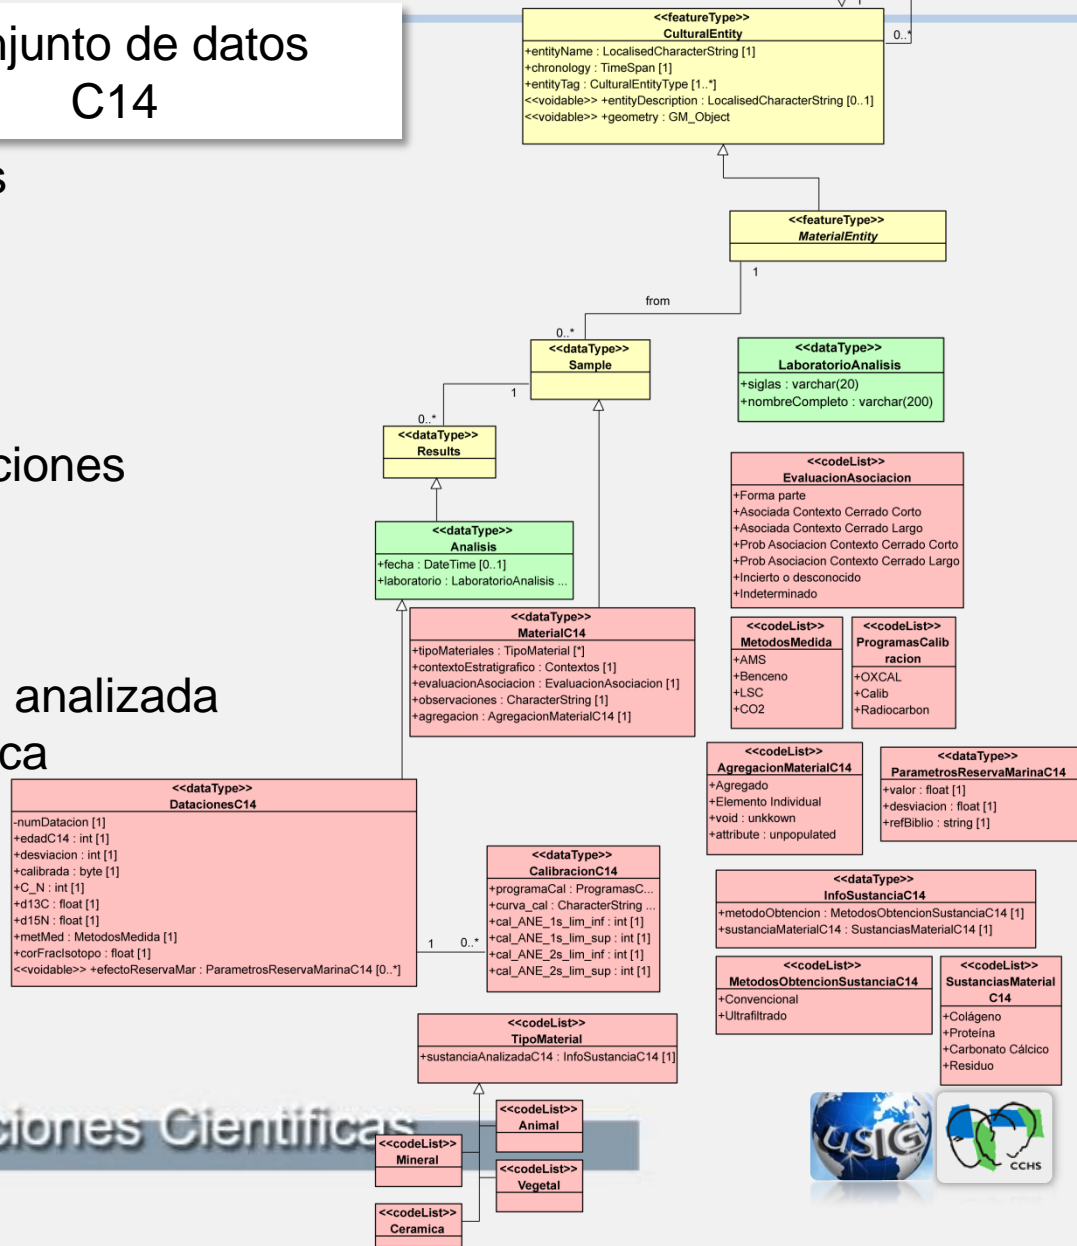 njunto de datos
C14
s
ciones
analizada
ca
1
0..*
<<featureType>>
CulturalEntity
+entityName : LocalisedCharacterString [1]
+chronology : TimeSpan [1]
+entityTag : CulturalEntityType [1..*]
<<voidable>> +entityDescription : LocalisedCharacterString [0..1]
<<voidable>> +geometry : GM_Object
<<featureType>>
MaterialEntity
1
from
0..*
<<dataType>>
Sample
1
0..*
<<dataType>>
Results
<<dataType>>
LaboratorioAnalisis
+siglas : varchar(20)
+nombreCompleto : varchar(200)
<<codeList>>
EvaluacionAsociacion
+Forma parte
+Asociada Contexto Cerrado Corto
+Asociada Contexto Cerrado Largo
+Prob Asociacion Contexto Cerrado Corto
+Prob Asociacion Contexto Cerrado Largo
+Incierto o desconocido
+Indeterminado
<<dataType>>
Analisis
+fecha : DateTime [0..1]
+laboratorio : LaboratorioAnalisis ...
<<dataType>>
MaterialC14
+tipoMateriales : TipoMaterial [*]
+contextoEstratigrafico : Contextos [1]
+evaluacionAsociacion : EvaluacionAsociacion [1]
+observaciones : CharacterString [1]
+agregacion : AgregacionMaterialC14 [1]
<<codeList>>
MetodosMedida
+AMS
+Benceno
+LSC
+CO2
<<codeList>>
ProgramasCalib
racion
+OXCAL
+Calib
+Radiocarbon
<<codeList>>
AgregacionMaterialC14
+Agregado
+Elemento Individual
+void : unkkown
+attribute : unpopulated
<<dataType>>
ParametrosReservaMarinaC14
+valor : float [1]
+desviacion : float [1]
+refBiblio : string [1]
<<dataType>>
DatacionesC14
-numDatacion [1]
+edadC14 : int [1]
+desviacion : int [1]
+calibrada : byte [1]
+C_N : int [1]
+d13C : float [1]
+d15N : float [1]
+metMed : MetodosMedida [1]
+corFracIsotopo : float [1]
<<voidable>> +efectoReservaMar : ParametrosReservaMarinaC14 [0..*]
1
0..*
<<dataType>>
CalibracionC14
+programaCal : ProgramasC...
+curva_cal : CharacterString ...
+cal_ANE_1s_lim_inf : int [1]
+cal_ANE_1s_lim_sup : int [1]
+cal_ANE_2s_lim_inf : int [1]
+cal_ANE_2s_lim_sup : int [1]
<<dataType>>
InfoSustanciaC14
+metodoObtencion : MetodosObtencionSustanciaC14 [1]
+sustanciaMaterialC14 : SustanciasMaterialC14 [1]
<<codeList>>
MetodosObtencionSustanciaC14
+Convencional
+Ultrafiltrado
<<codeList>>
SustanciasMaterial
C14
+Colágeno
+Proteína
+Carbonato Cálcico
+Residuo
<<codeList>>
TipoMaterial
+sustanciaAnalizadaC14 : InfoSustanciaC14 [1]
<<codeList>>
Animal
<<codeList>>
Mineral
<<codeList>>
Vegetal
<<codeList>>
Ceramica
ciones Científicas
USIG
CCHS